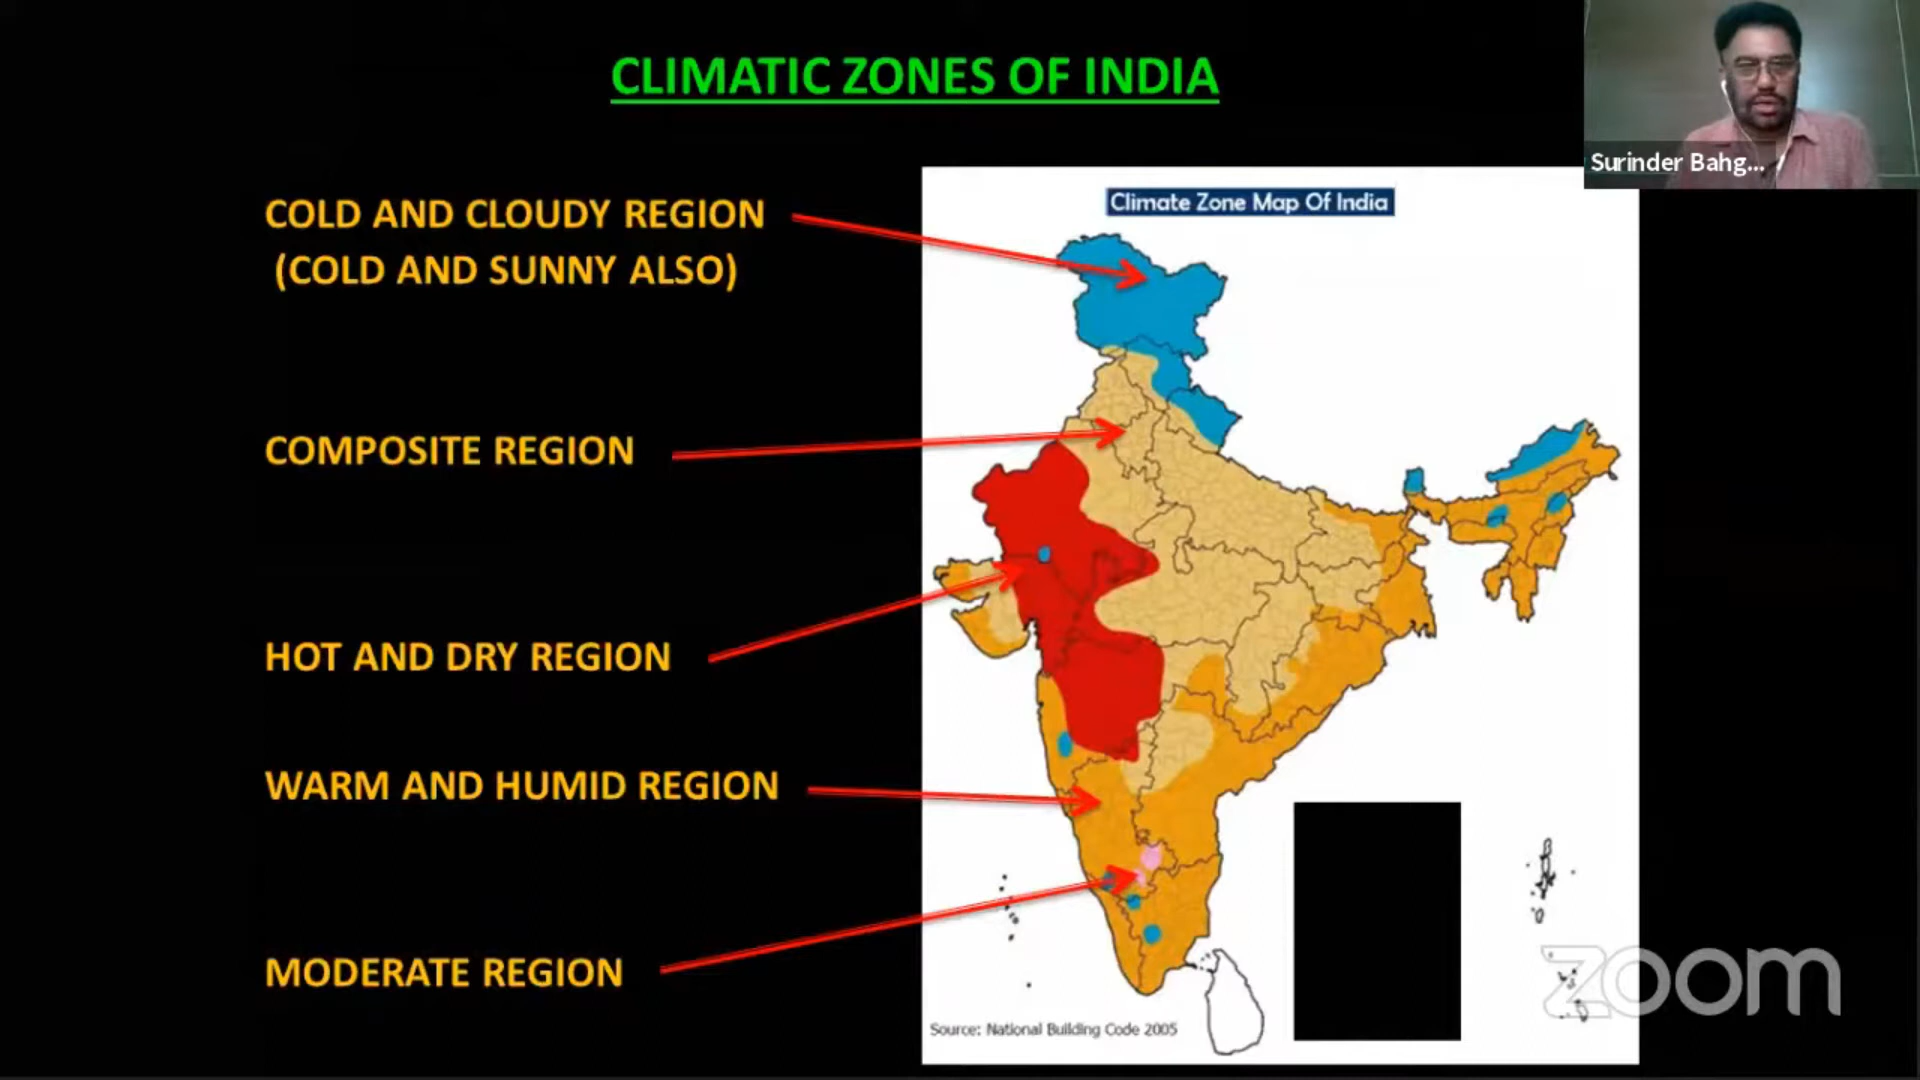 CLIMATIC ZONES OF INDIA
Surinder Bahg...
Climate Zone Map Of India
COLD AND CLOUDY REGION
(COLD AND SUNNY ALSO)
COMPOSITE REGION
HOT AND DRY REGION
WARM AND HUMID REGION
MODERATE REGION
Source: National Building Code 2005
zoom